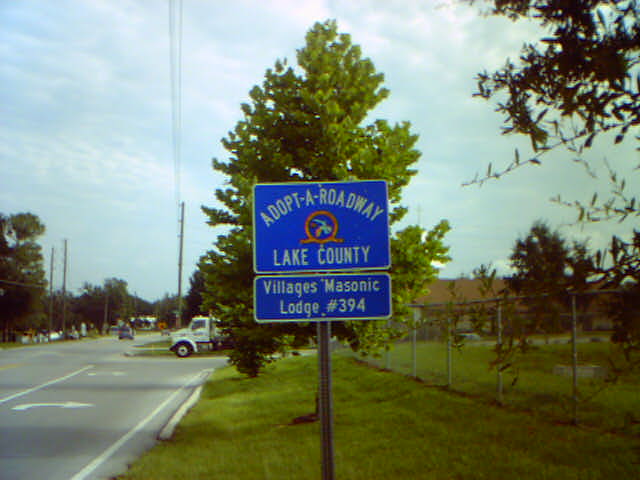 ADOPT-A-ROADWAY
LAKE COUNTY
Villages Masonic
Lodge #394